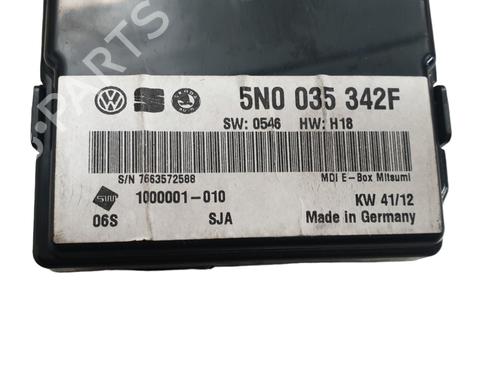 5N0 035 342F
SW: 0546 HW: H18
S/N 7663572588 MDI E-Box Mitsumi
1000001-010 KW 41/12
06S SJA Made in Germany